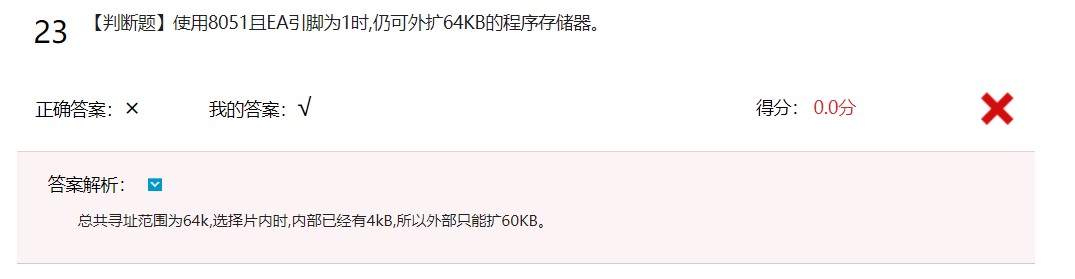 23 【判断题】使用8051且EA引脚为1时,仍可外扩64KB的程序存储器。
正确答案：× 我的答案：√ 得分： 0.0分
答案解析：
总共寻址范围为64k,选择片内时,内部已经有4kB,所以外部只能扩60KB。